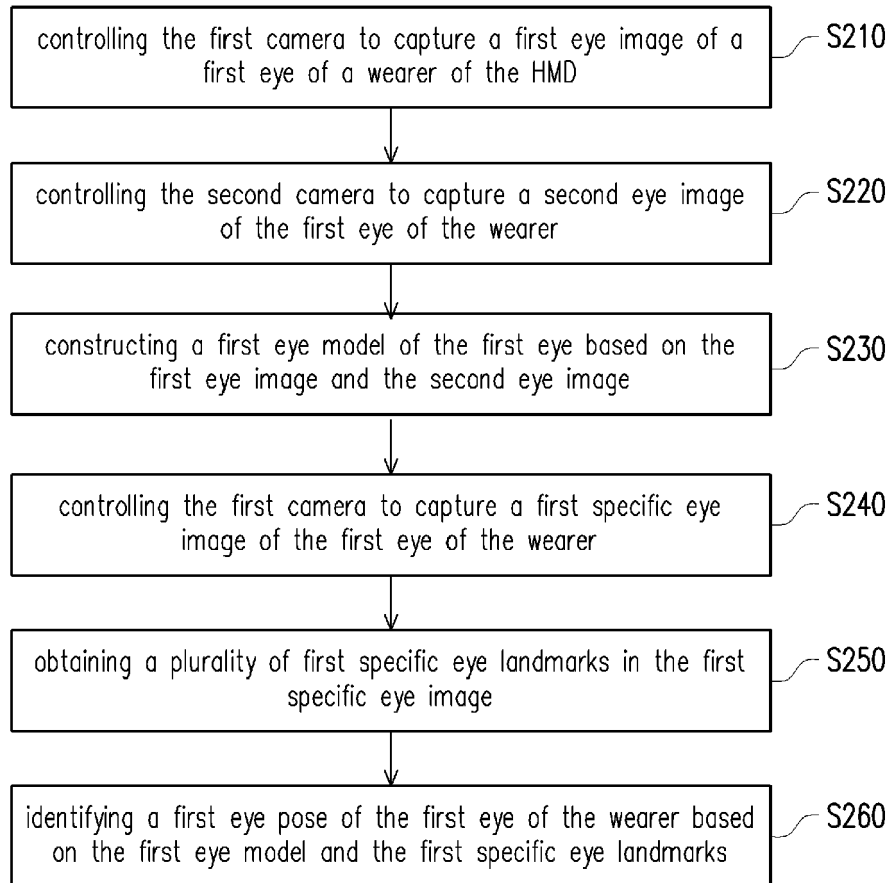 controlling the first camera to capture a first eye image of a
first eye of a wearer of the HMD
S210
controlling the second camera to capture a second eye image
of the first eye of the wearer
S220
constructing a first eye model of the first eye based on the
first eye image and the second eye image
S230
controlling the first camera to capture a first specific eye
image of the first eye of the wearer
S240
obtaining a plurality of first specific eye landmarks in the first
specific eye image
S250
identifying a first eye pose of the first eye of the wearer based
on the first eye model and the first specific eye landmarks
S260